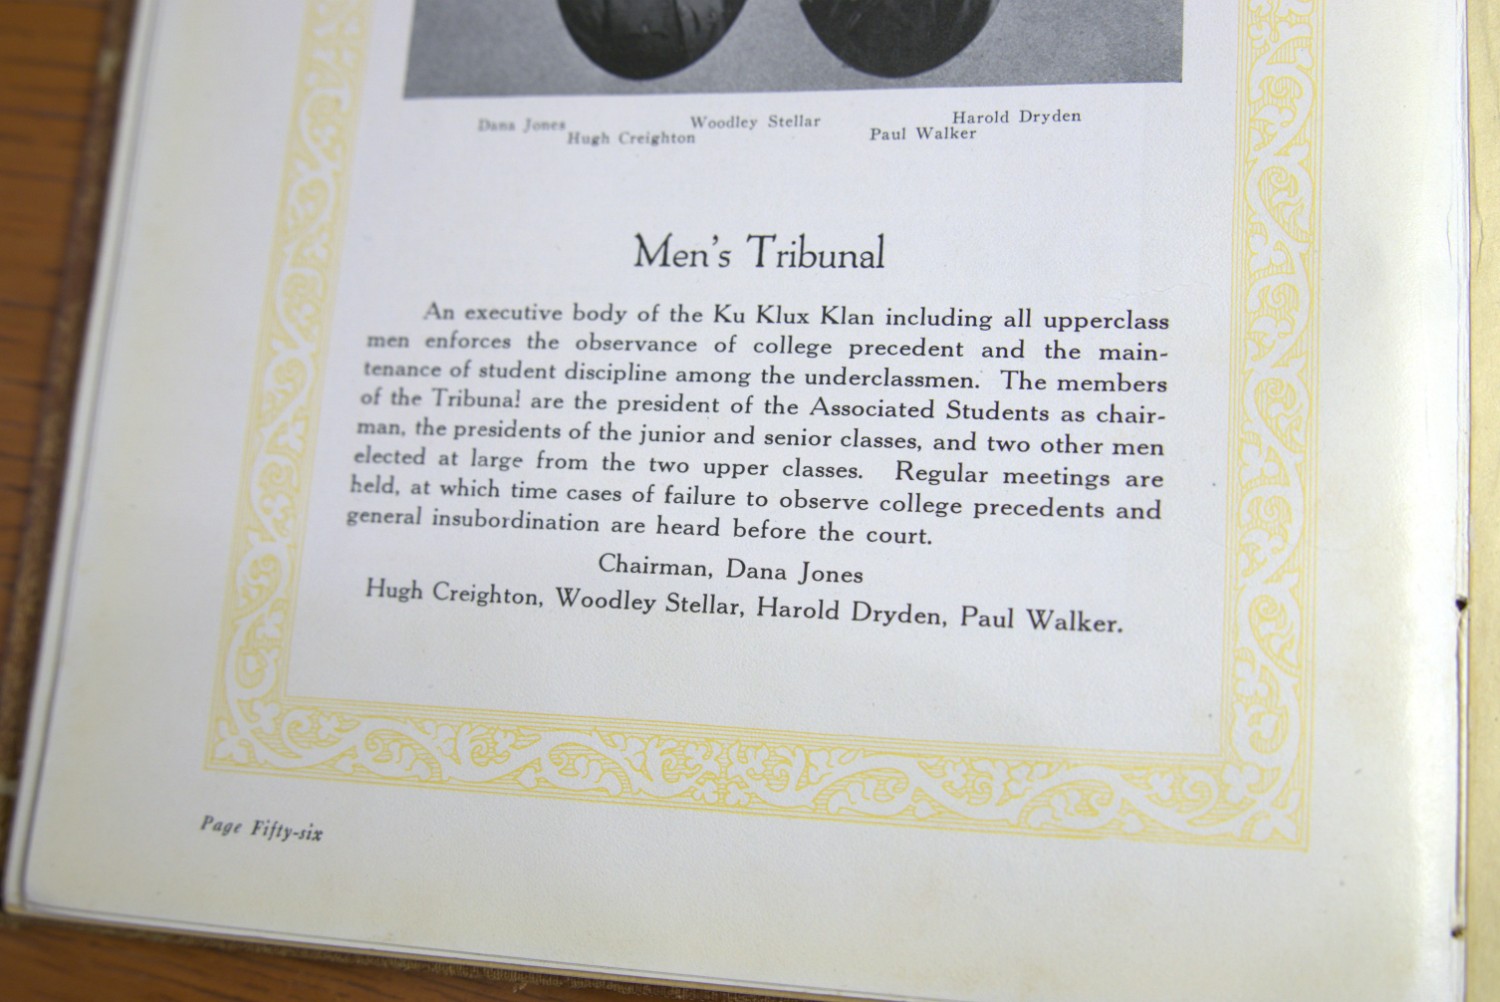 Dana Jones Woodley Stellar Harold Dryden
Hugh Creighton Paul Walker
Men's Tribunal
An executive body of the Ku Klux Klan including all upperclass
men enforces the observance of college precedent and the main-
tenance of student discipline among the underclassmen. The members
of the Tribunal are the president of the Associated Students as chair-
man, the presidents of the junior and senior classes, and two other men
elected at large from the two upper classes. Regular meetings are
held, at which time cases of failure to observe college precedents and
general insubordination are heard before the court.
Chairman, Dana Jones
Hugh Creighton, Woodley Stellar, Harold Dryden, Paul Walker.
Page Fifty-six